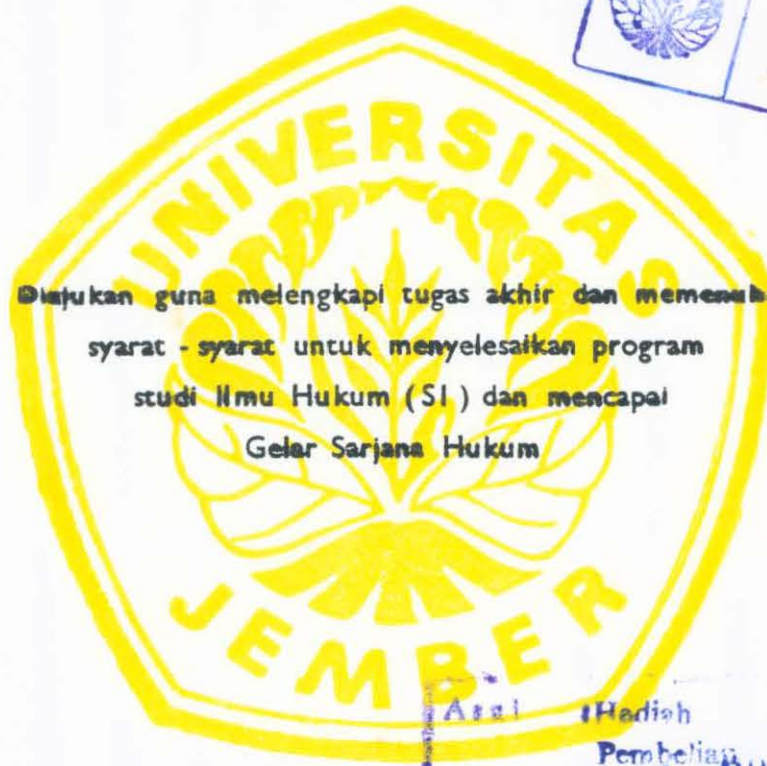 UNIVERSITAS
Diajukan guna melengkapi tugas akhir dan memenuh
syarat - syarat untuk menyelesaikan program
studi Ilmu Hukum (SI) dan mencapai
Gelar Sarjana Hukum
JEMBER
Asal : Hadiah
Pembelian